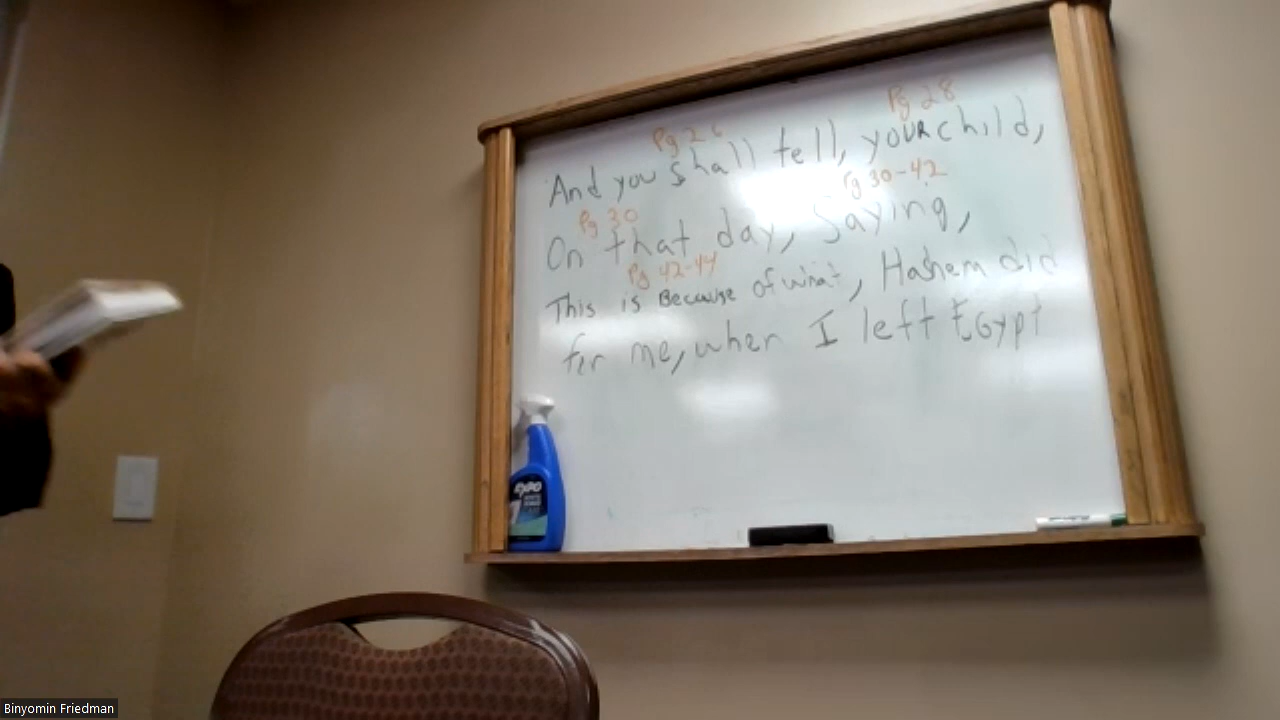 Pg 28
Pg 26
And you shall tell, your child,
Pg 30-42
Pg 30
On that day, saying,
Pg 42-44
This is Because of what, Hashem did
for me, when I left Egypt
EXPO
Binyomin Friedman